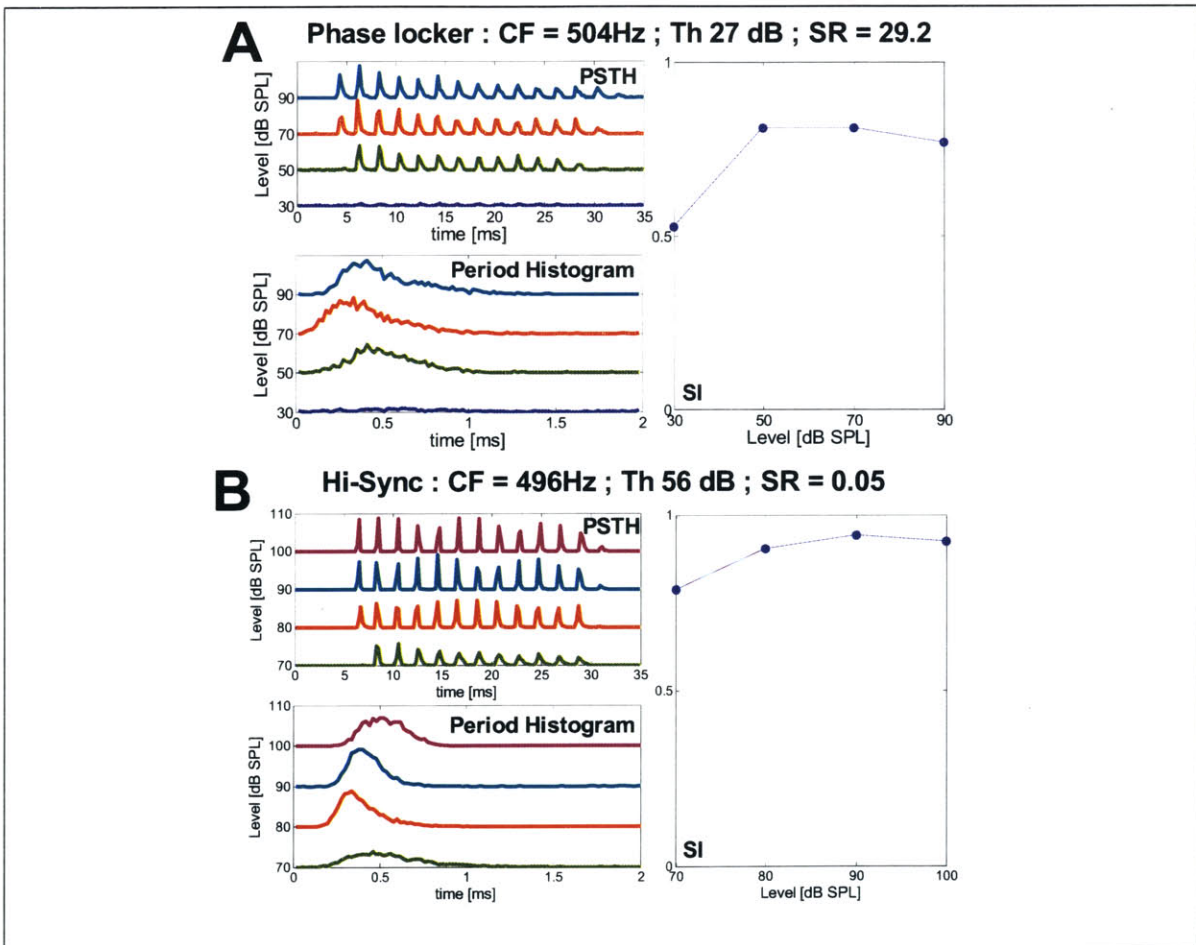 A
Phase locker : CF = 504Hz ; Th 27 dB ; SR = 29.2
PSTH
Level [dB SPL]
90
70
50
30
0 5 10 15 20 25 30 35
time [ms]
Period Histogram
Level [dB SPL]
90
70
50
30
0 0.5 1 1.5 2
time [ms]
1
0.5
0
SI
30 50 70 90
Level [dB SPL]
B
Hi-Sync : CF = 496Hz ; Th 56 dB ; SR = 0.05
PSTH
Level [dB SPL]
110
100
90
80
70
0 5 10 15 20 25 30 35
time [ms]
Period Histogram
Level [dB SPL]
110
100
90
80
70
0 0.5 1 1.5 2
time [ms]
1
0.5
0
SI
70 80 90 100
Level [dB SPL]